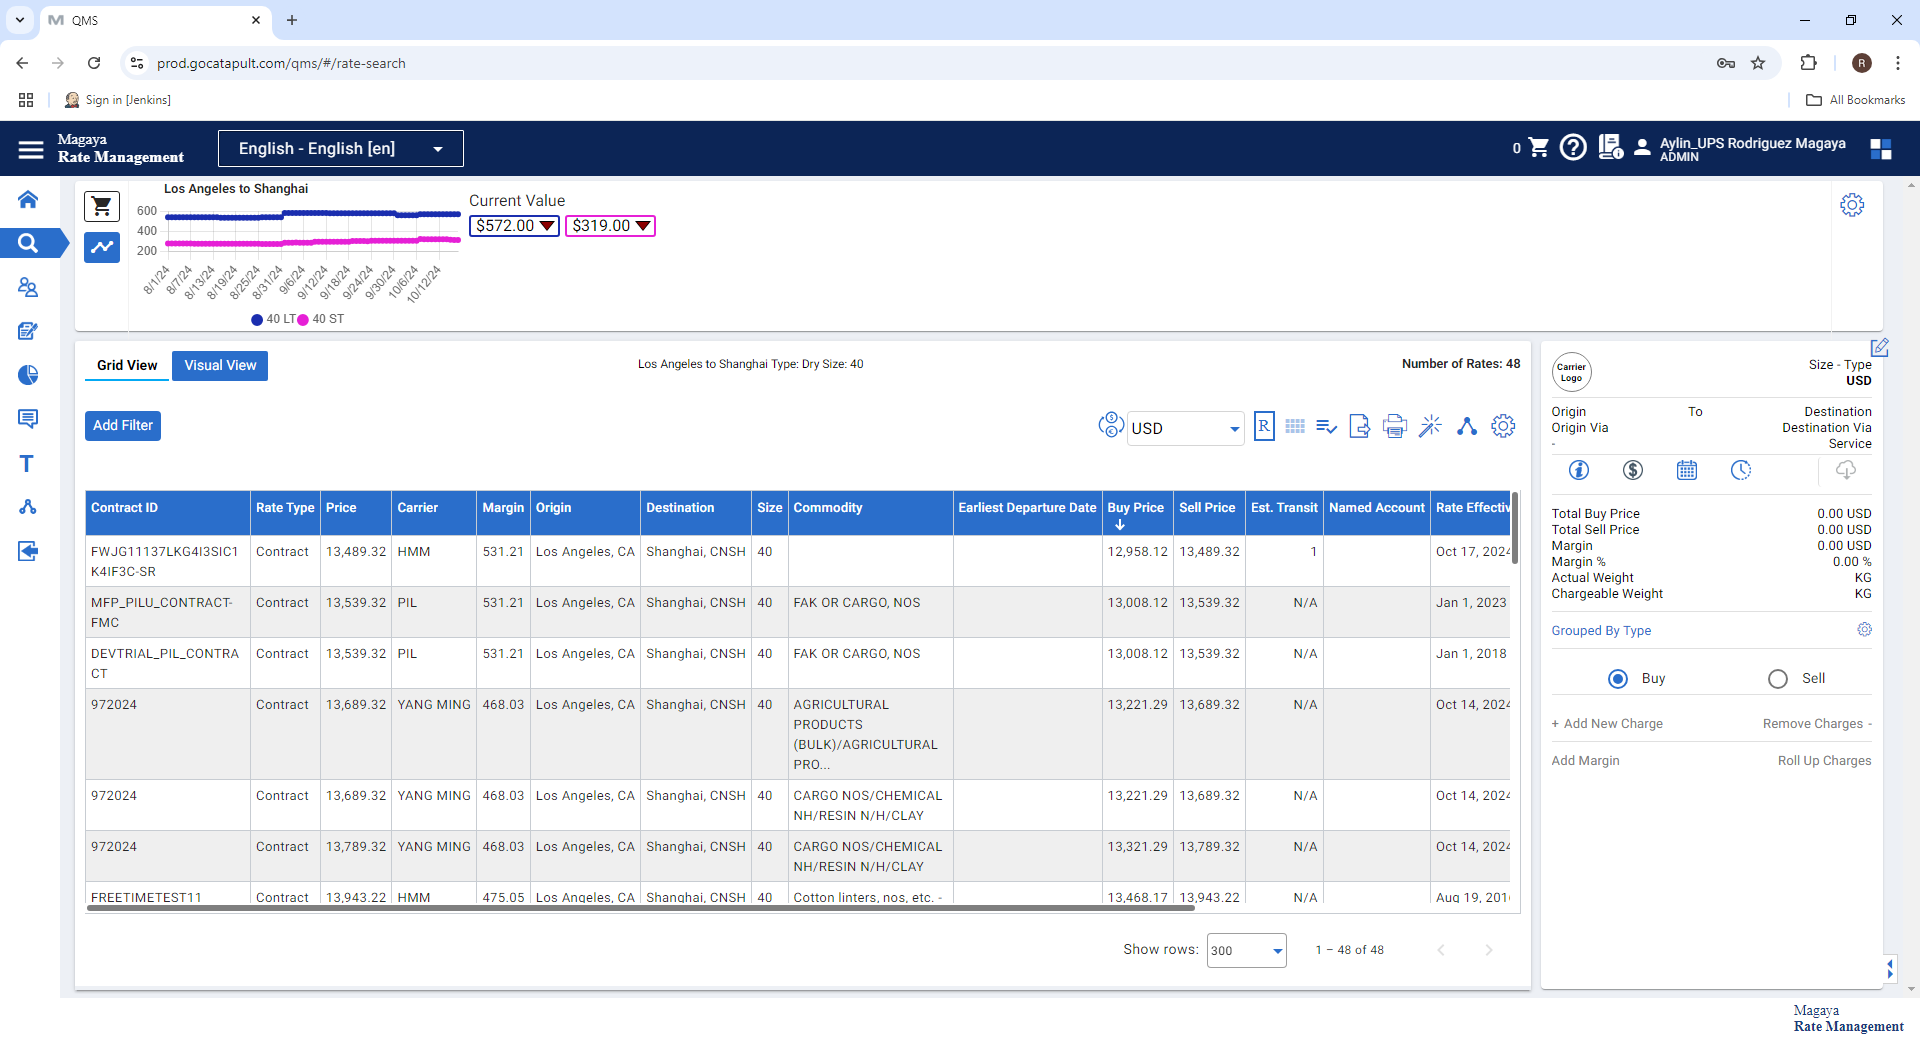 QMS
prod.gocatapult.com/qms/#/rate-search
R
Sign in [Jenkins]
All Bookmarks
Magaya
Rate Management
English - English [en]
0
Aylin_UPS Rodriguez Magaya
ADMIN
Los Angeles to Shanghai
600
400
200
8/1/24
8/7/24
8/13/24
8/19/24
8/25/24
8/31/24
9/6/24
9/12/24
9/18/24
9/24/24
9/30/24
10/6/24
10/12/24
40 LT 40 ST
Current Value
$572.00 $319.00
Grid View
Visual View
Los Angeles to Shanghai Type: Dry Size: 40
Number of Rates: 48
Add Filter
USD
R
Contract ID Rate Type Price Carrier Margin Origin Destination Size Commodity Earliest Departure Date Buy Price Sell Price Est. Transit Named Account Rate Effectiv
FWJG11137LKG4I3SIC1 Contract 13,489.32 HMM 531.21 Los Angeles, CA Shanghai, CNSH 40 12,958.12 13,489.32 1 Oct 17, 2024
K4IF3C-SR
MFP_PILU_CONTRACT- Contract 13,539.32 PIL 531.21 Los Angeles, CA Shanghai, CNSH 40 FAK OR CARGO, NOS 13,008.12 13,539.32 N/A Jan 1, 2023
FMC
DEVTRIAL_PIL_CONTRA Contract 13,539.32 PIL 531.21 Los Angeles, CA Shanghai, CNSH 40 FAK OR CARGO, NOS 13,008.12 13,539.32 N/A Jan 1, 2018
CT
972024 Contract 13,689.32 YANG MING 468.03 Los Angeles, CA Shanghai, CNSH 40 AGRICULTURAL 13,221.29 13,689.32 N/A Oct 14, 2024
PRODUCTS
(BULK)/AGRICULTURAL
PRO...
972024 Contract 13,689.32 YANG MING 468.03 Los Angeles, CA Shanghai, CNSH 40 CARGO NOS/CHEMICAL 13,221.29 13,689.32 N/A Oct 14, 2024
NH/RESIN N/H/CLAY
972024 Contract 13,789.32 YANG MING 468.03 Los Angeles, CA Shanghai, CNSH 40 CARGO NOS/CHEMICAL 13,321.29 13,789.32 N/A Oct 14, 2024
NH/RESIN N/H/CLAY
FREETIMETEST11 Contract 13,943.22 HMM 475.05 Los Angeles, CA Shanghai, CNSH 40 Cotton linters, nos, etc. - 13,468.17 13,943.22 N/A Aug 19, 201
Show rows: 300 1 – 48 of 48
Carrier
Logo
Size - Type
USD
Origin To Destination
Origin Via Destination Via
- Service
Total Buy Price 0.00 USD
Total Sell Price 0.00 USD
Margin 0.00 USD
Margin % 0.00 %
Actual Weight KG
Chargeable Weight KG
Grouped By Type
Buy Sell
+ Add New Charge Remove Charges -
Add Margin Roll Up Charges
Magaya
Rate Management